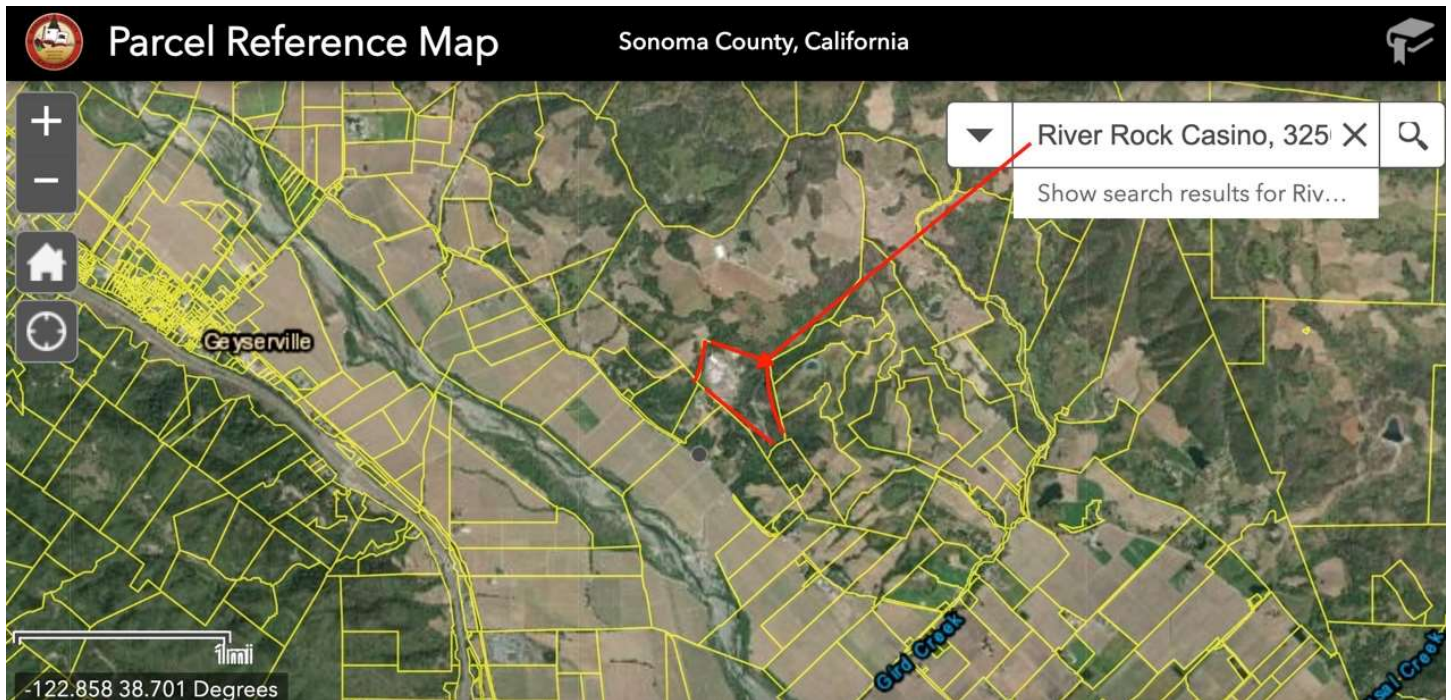 Parcel Reference Map
Sonoma County, California
+
River Rock Casino, 325
Show search results for Riv...
−
Geyserville
Gird Creek
Creek
1mi
-122.858 38.701 Degrees